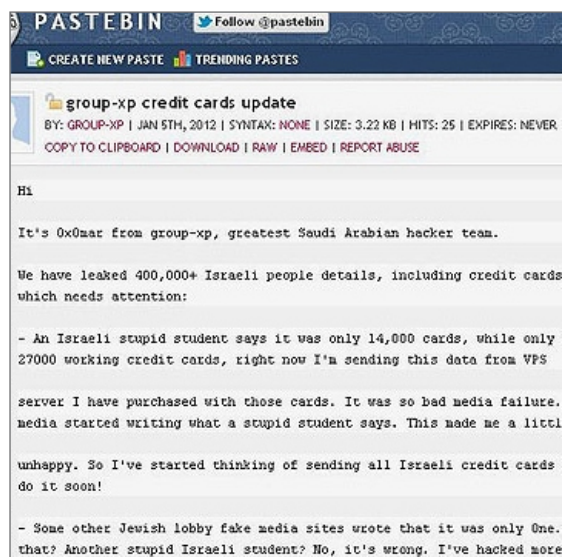 PASTEBIN Follow @pastebin
CREATE NEW PASTE TRENDING PASTES
group-xp credit cards update
BY: GROUP-XP | JAN 5TH, 2012 | SYNTAX: NONE | SIZE: 3.22 KB | HITS: 25 | EXPIRES: NEVER
COPY TO CLIPBOARD | DOWNLOAD | RAW | EMBED | REPORT ABUSE
Hi
It's 0xOmar from group-xp, greatest Saudi Arabian hacker team.
We have leaked 400,000+ Israeli people details, including credit cards
which needs attention:
- An Israeli stupid student says it was only 14,000 cards, while only
27000 working credit cards, right now I'm sending this data from VPS
server I have purchased with those cards. It was so bad media failure.
media started writing what a stupid student says. This made me a littl
unhappy. So I've started thinking of sending all Israeli credit cards
do it soon!
- Some other Jewish lobby fake media sites wrote that it was only One.
that? Another stupid Israeli student? No, it's wrong. I've hacked more